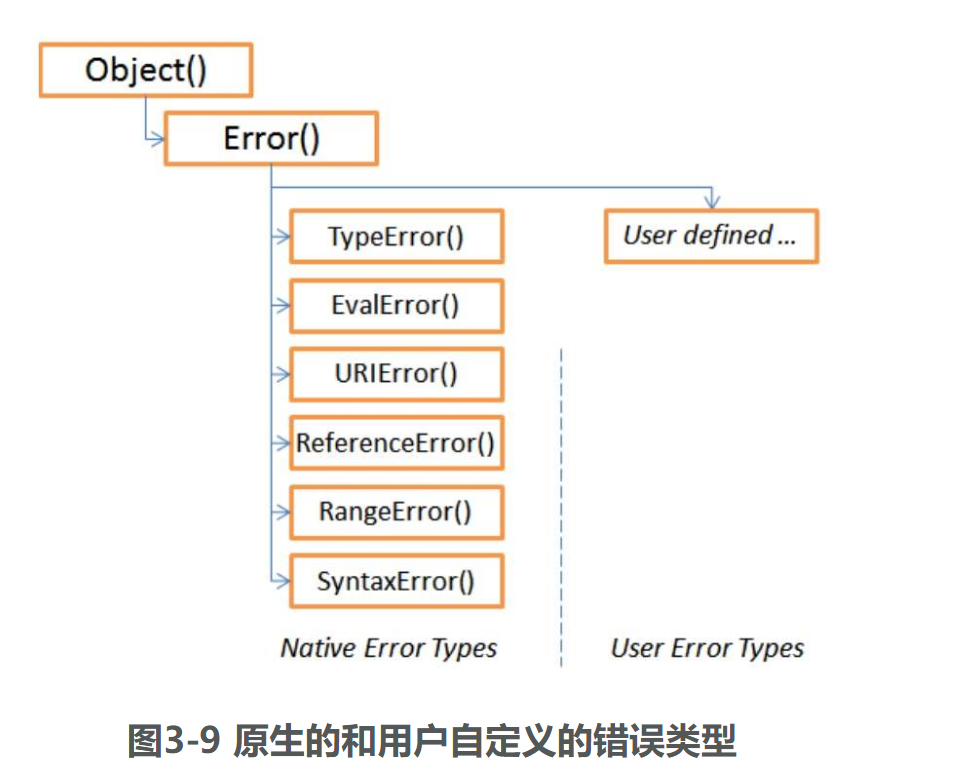 Object()
Error()
TypeError()
User defined ...
EvalError()
URIError()
ReferenceError()
RangeError()
SyntaxError()
Native Error Types
User Error Types
图3-9 原生的和用户自定义的错误类型